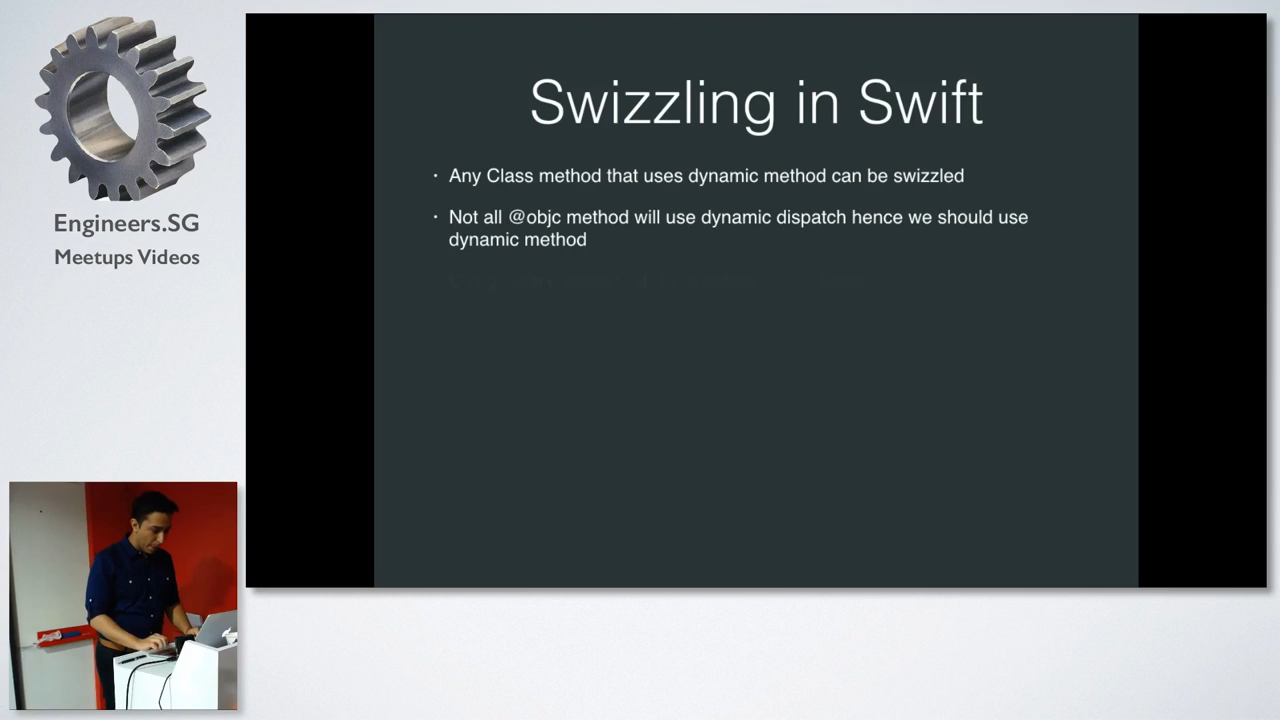 Engineers.SG
Meetups Videos
Swizzling in Swift
· Any Class method that uses dynamic method can be swizzled
· Not all @objc method will use dynamic dispatch hence we should use
dynamic method